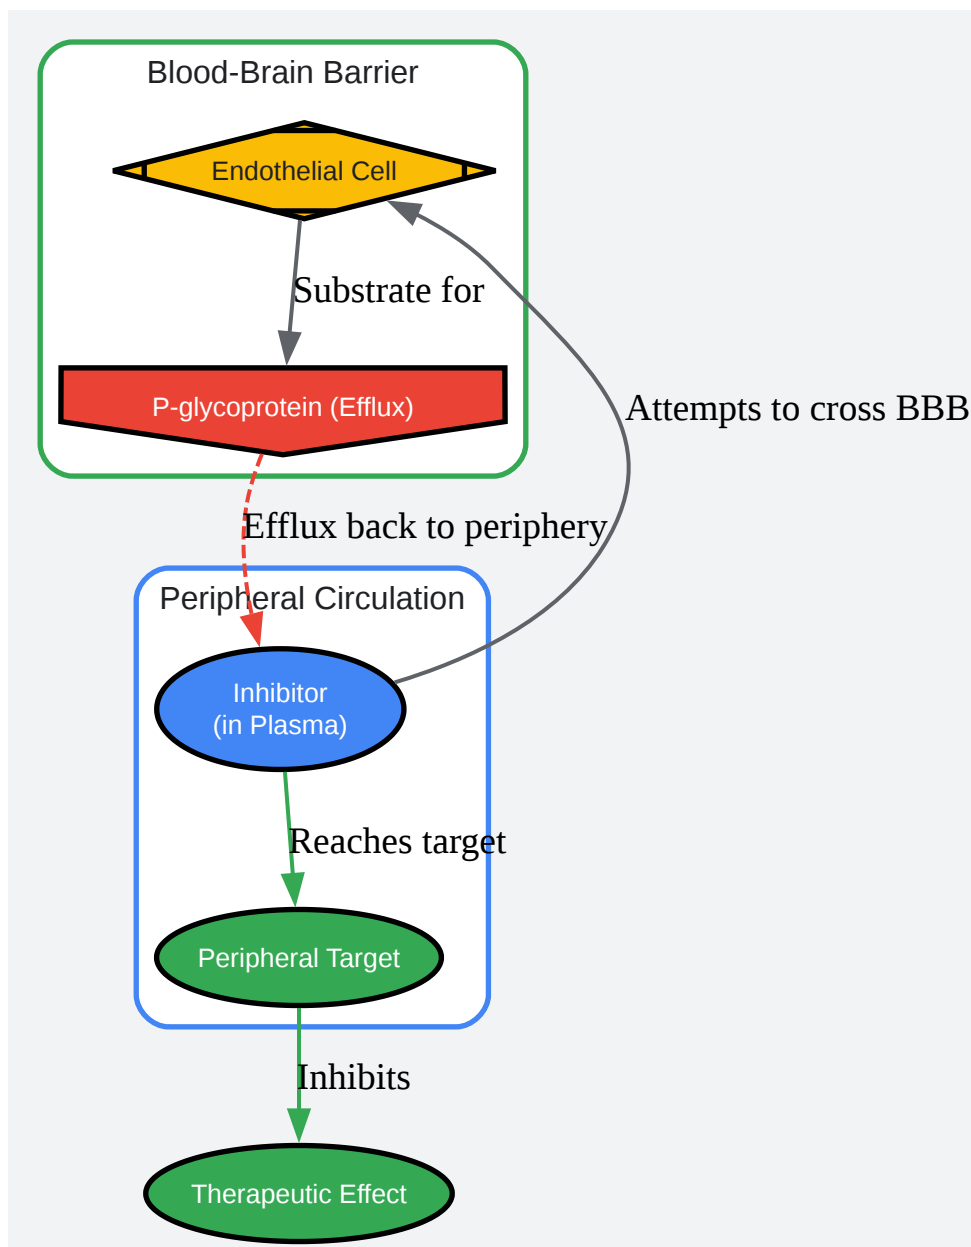 Blood-Brain Barrier
Endothelial Cell
Substrate for
P-glycoprotein (Efflux)
Attempts to cross BBB
Efflux back to periphery
Peripheral Circulation
Inhibitor
(in Plasma)
Reaches target
Peripheral Target
Inhibits
Therapeutic Effect